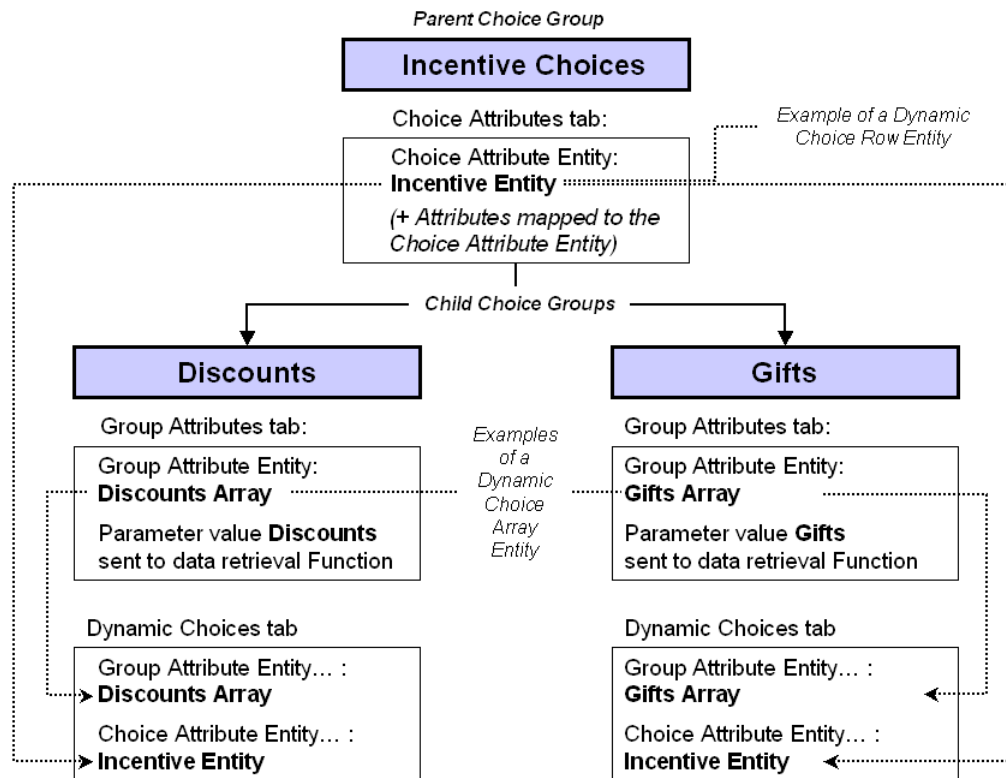 Parent Choice Group
Incentive Choices
Choice Attributes tab:
Example of a Dynamic
Choice Row Entity
Choice Attribute Entity:
Incentive Entity
(+ Attributes mapped to the
Choice Attribute Entity)
Child Choice Groups
Discounts
Group Attributes tab:
Group Attribute Entity:
Discounts Array
Parameter value Discounts
sent to data retrieval Function
Examples
of a
Dynamic
Choice
Array
Entity
Gifts
Group Attributes tab:
Group Attribute Entity:
Gifts Array
Parameter value Gifts
sent to data retrieval Function
Dynamic Choices tab
Group Attribute Entity... :
Discounts Array
Choice Attribute Entity... :
Incentive Entity
Dynamic Choices tab
Group Attribute Entity... :
Gifts Array
Choice Attribute Entity... :
Incentive Entity